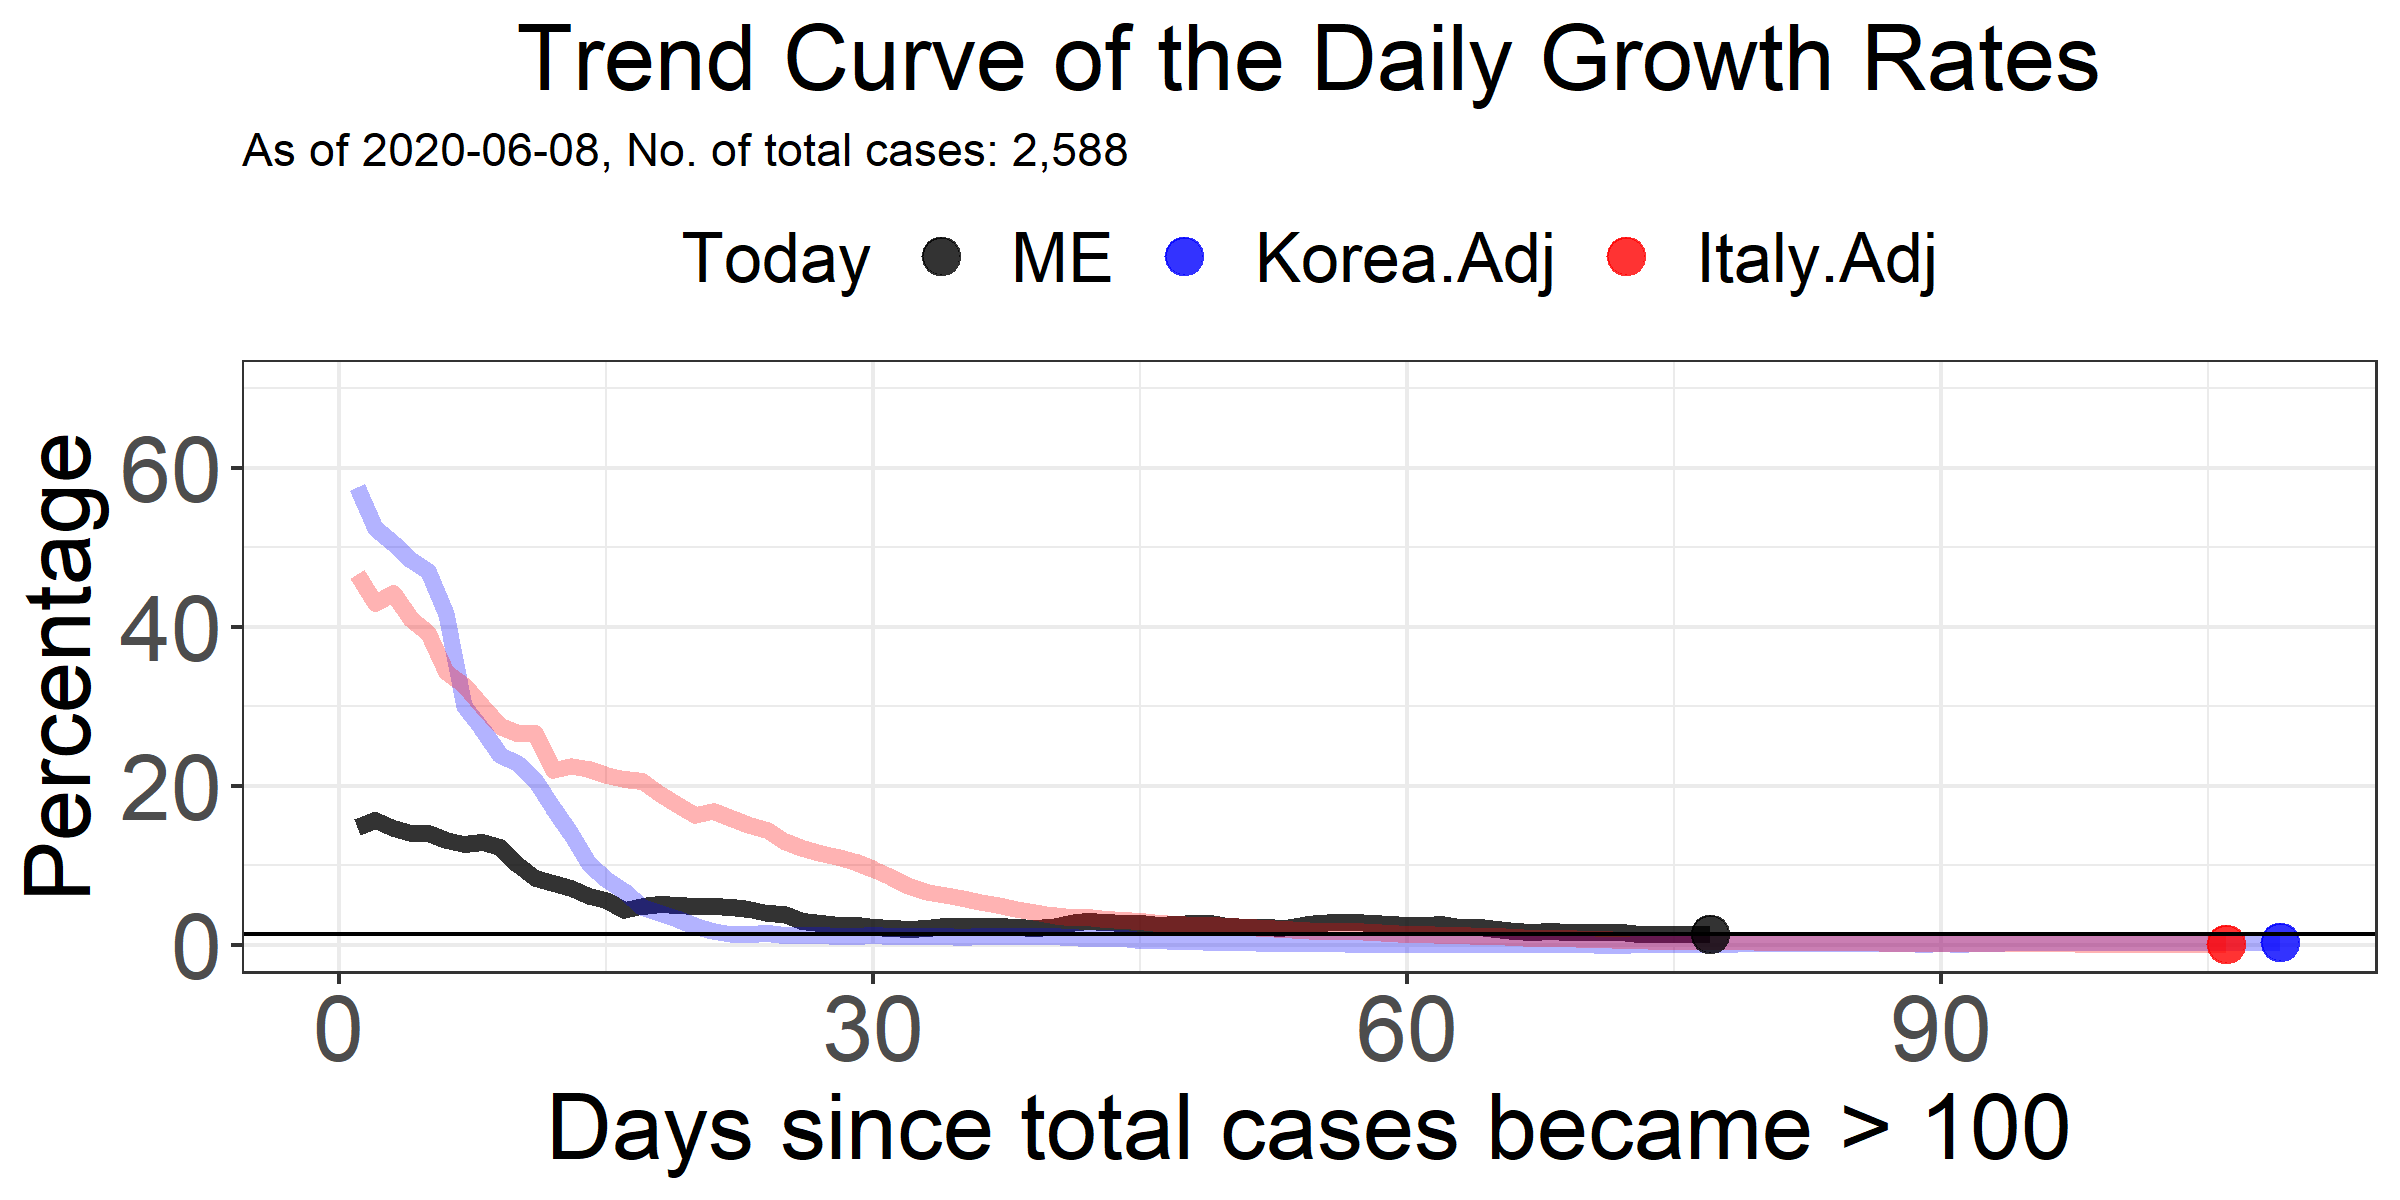 Trend Curve of the Daily Growth Rates
As of 2020-06-08, No. of total cases: 2,588
Today ME Korea.Adj Italy.Adj
Percentage
60
40
20
0
0 30 60 90
Days since total cases became > 100